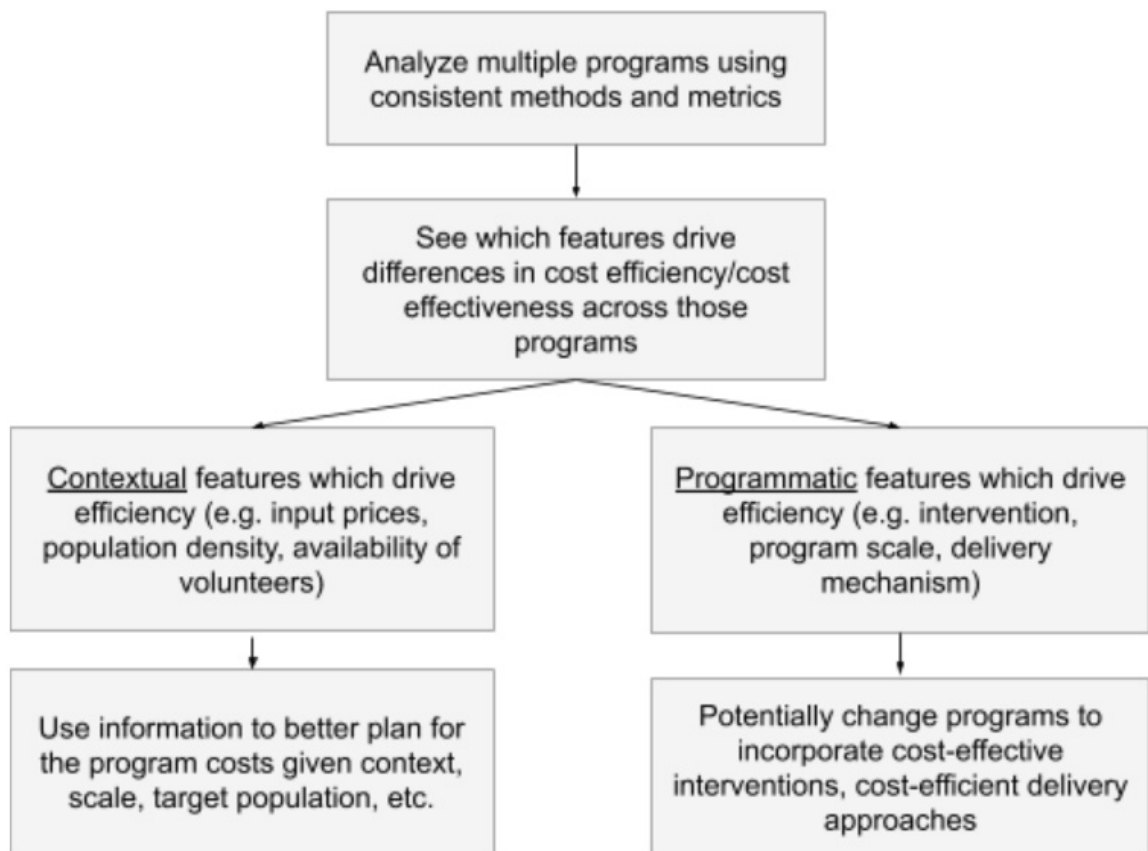 Analyze multiple programs using
consistent methods and metrics
See which features drive
differences in cost efficiency/cost
effectiveness across those
programs
Contextual features which drive
efficiency (e.g. input prices,
population density, availability of
volunteers)
Programmatic features which drive
efficiency (e.g. intervention,
program scale, delivery
mechanism)
Use information to better plan for
the program costs given context,
scale, target population, etc.
Potentially change programs to
incorporate cost-effective
interventions, cost-efficient delivery
approaches